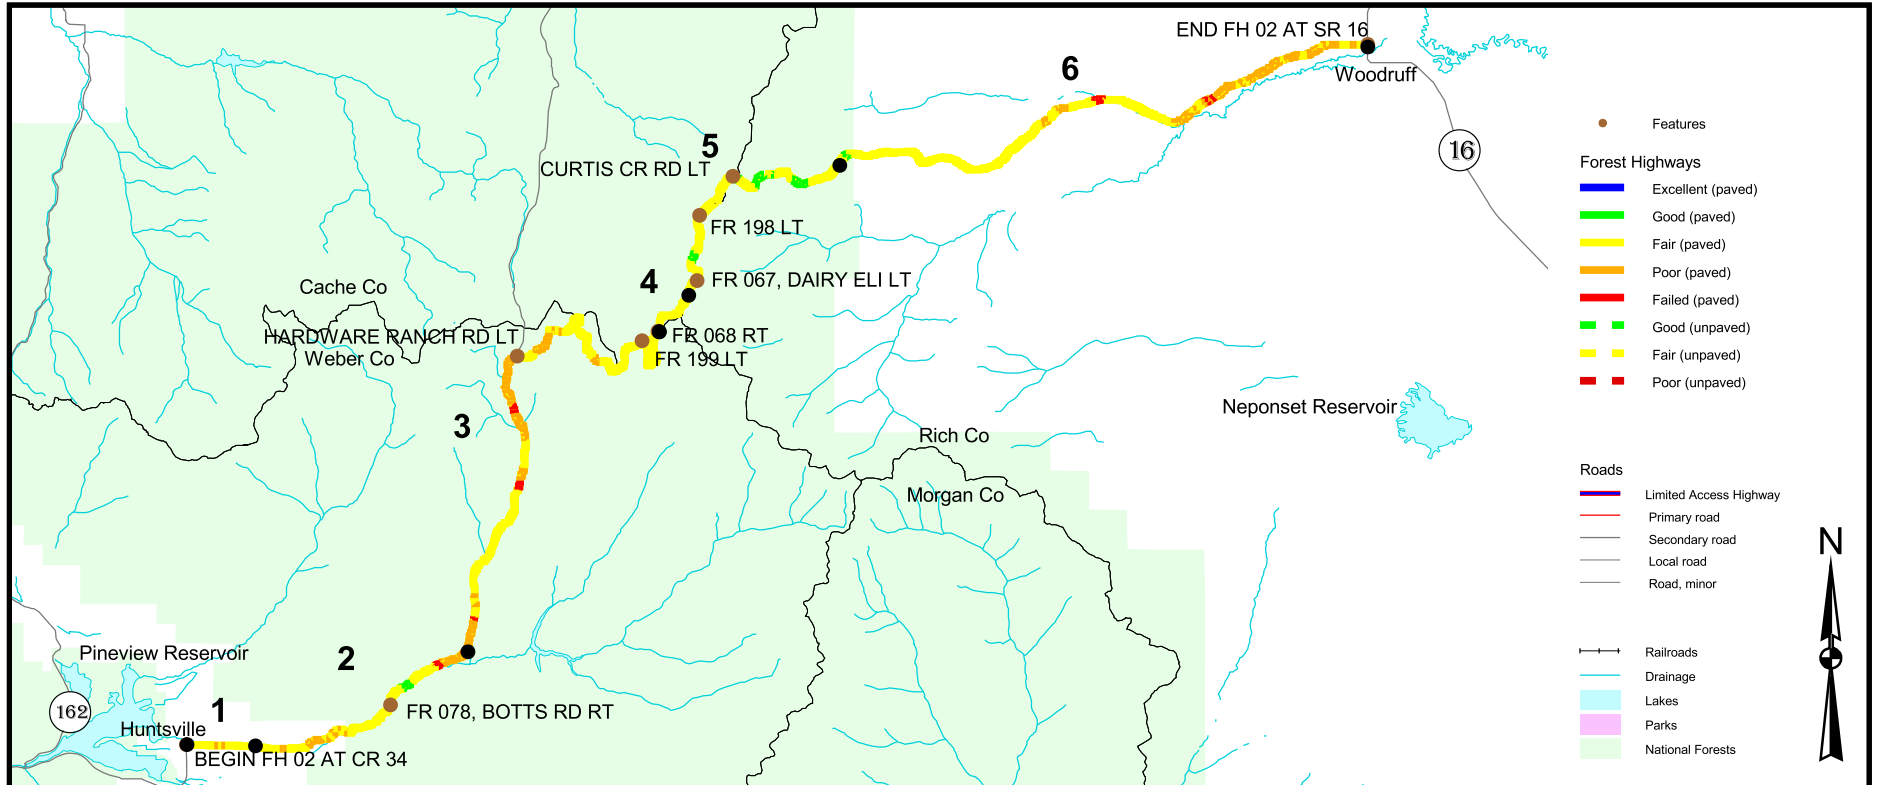 END FH 02 AT SR 16
6
Woodruff
16
5
CURTIS CR RD LT
FR 198 LT
4
FR 067, DAIRY ELI LT
Cache Co
HARDWARE RANCH RD LT
Weber Co
FR 068 RT
FR 199 LT
3
Neponset Reservoir
Rich Co
Morgan Co
2
Pineview Reservoir
1
162
Huntsville
FR 078, BOTTS RD RT
BEGIN FH 02 AT CR 34
Features
Forest Highways
Excellent (paved)
Good (paved)
Fair (paved)
Poor (paved)
Failed (paved)
Good (unpaved)
Fair (unpaved)
Poor (unpaved)
Roads
Limited Access Highway
Primary road
Secondary road
Local road
Road, minor
Railroads
Drainage
Lakes
Parks
National Forests
N